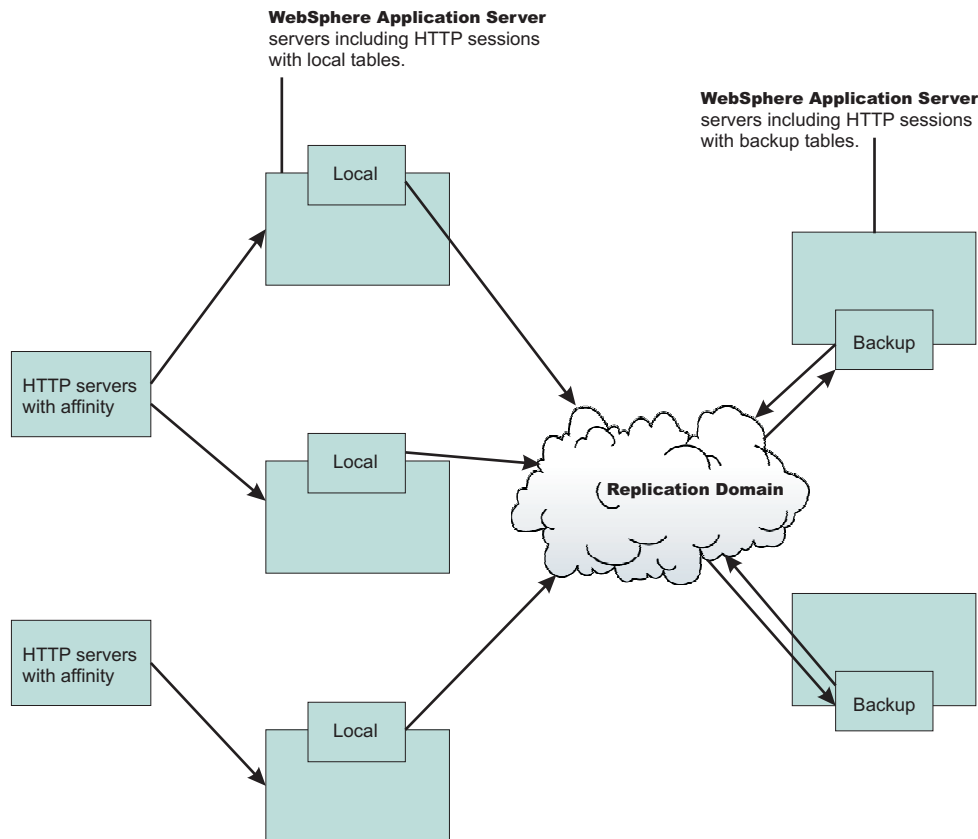 WebSphere Application Server
servers including HTTP sessions
with local tables.
WebSphere Application Server
servers including HTTP sessions
with backup tables.
Local
Backup
HTTP servers
with affinity
Local
Replication Domain
HTTP servers
with affinity
Local
Backup